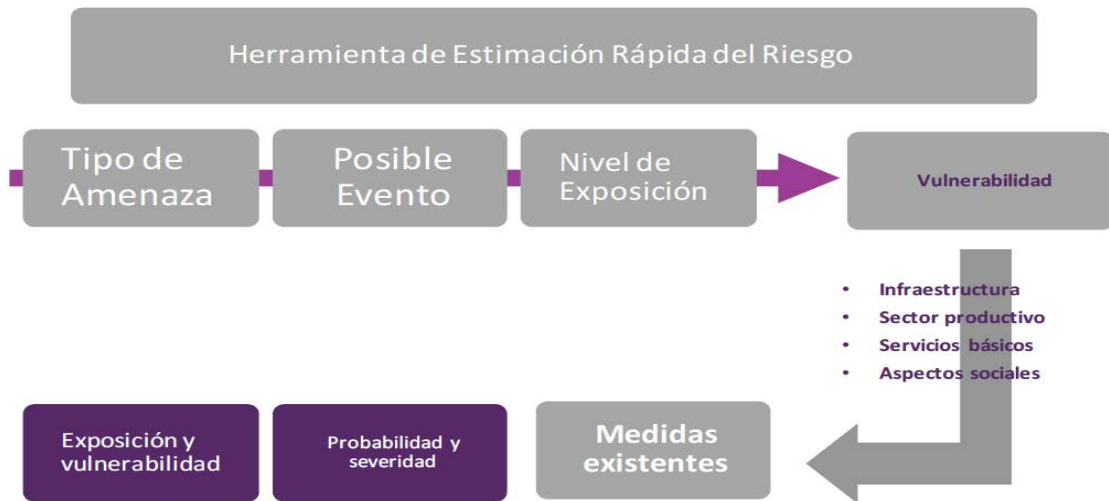 Herramienta de Estimación Rápida del Riesgo
Tipo de
Amenaza
Posible
Evento
Nivel de
Exposición
Vulnerabilidad
• Infraestructura
• Sector productivo
• Servicios básicos
• Aspectos sociales
Exposición y
vulnerabilidad
Probabilidad y
severidad
Medidas
existentes